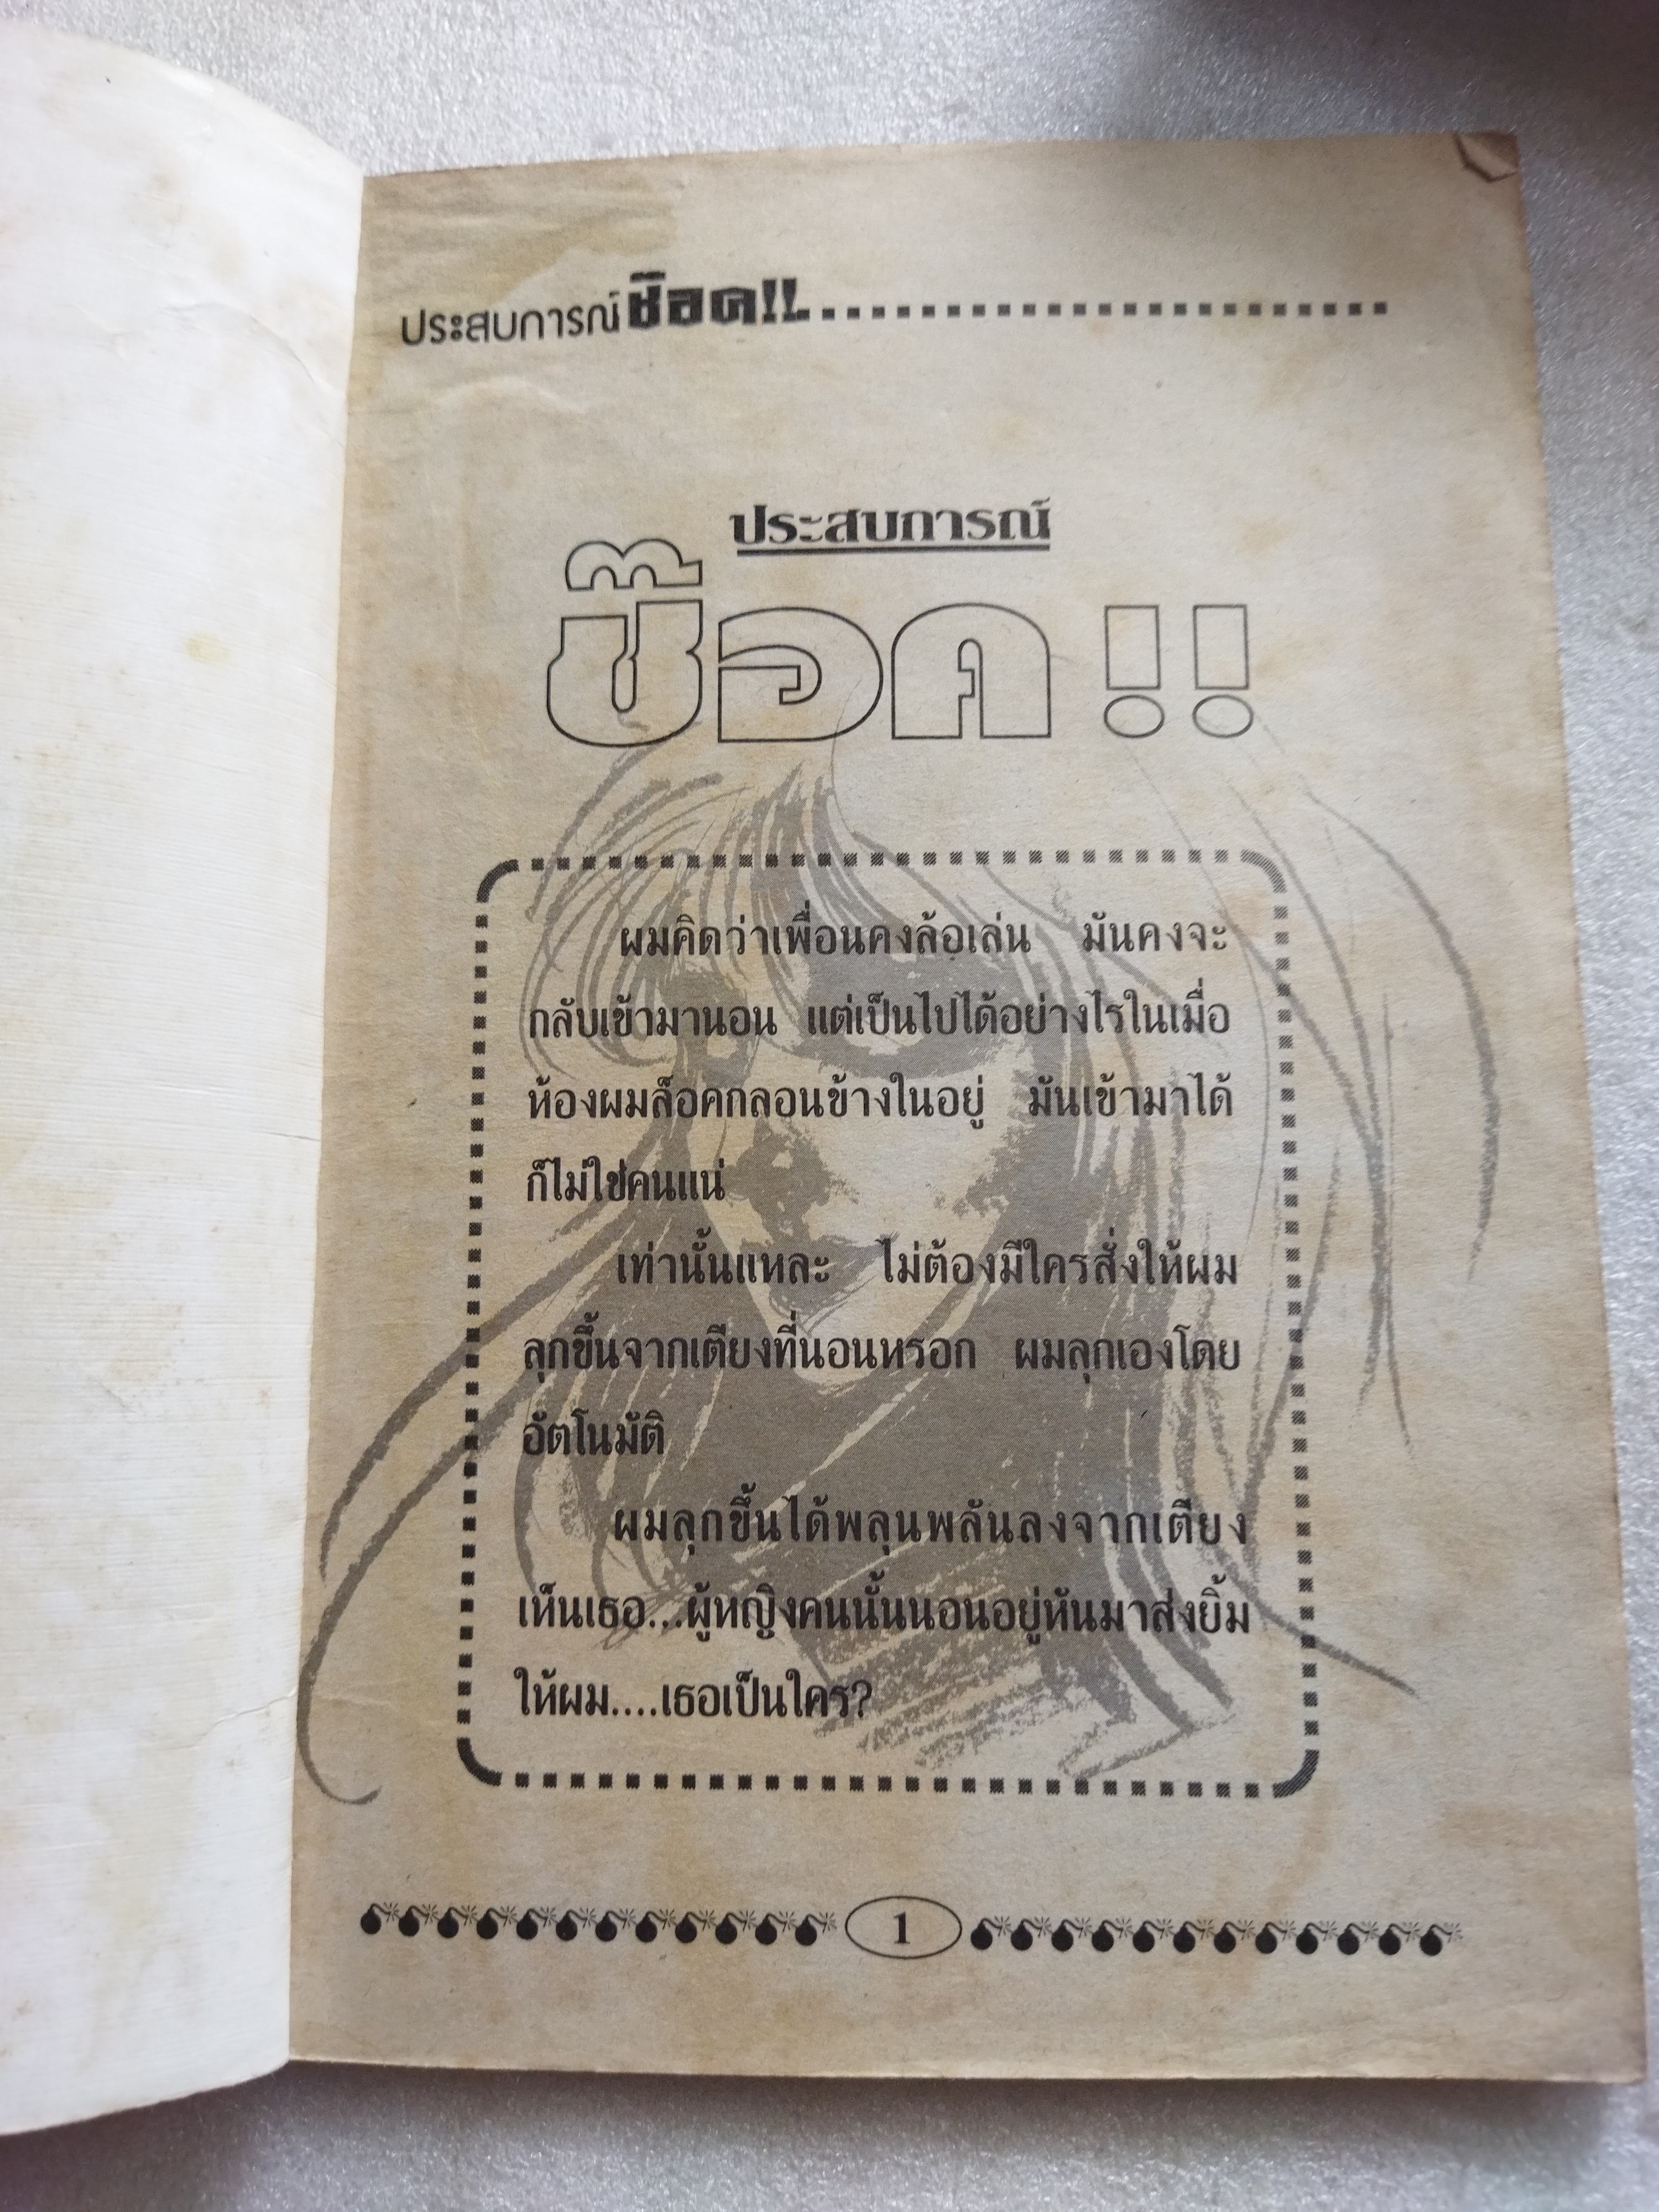 ประสบการณ์ช๊อค!!
ประสบการณ์
ช๊อค!!
ผมคิดว่าเพื่อนคงล้อเล่น มันคงจะ
กลับเข้ามานอน แต่เป็นไปได้อย่างไรในเมื่อ
ห้องผมล็อคกลอนข้างในอยู่ มันเข้ามาได้
ก็ไม่ใช่คนแน่
เท่านั้นแหละ ไม่ต้องมีใครสั่งให้ผม
ลุกขึ้นจากเตียงที่นอนหรอก ผมลุกเองโดย
อัตโนมัติ
ผมลุกขึ้นได้พลุนพลันลงจากเตียง
เห็นเธอ...ผู้หญิงคนนั้นนอนอยู่หันมาส่งยิ้ม
ให้ผม....เธอเป็นใคร?
1